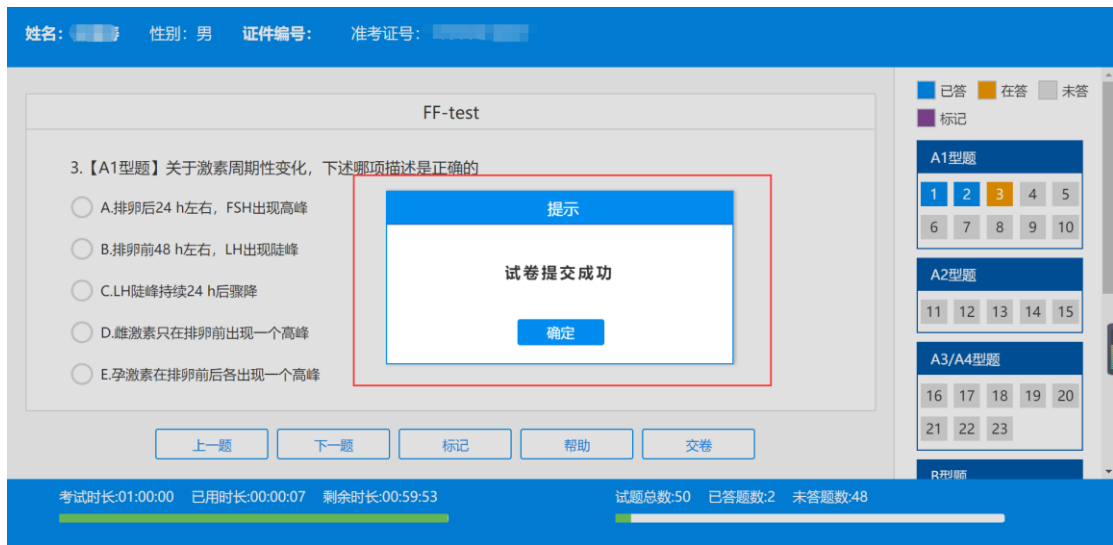 姓名： 性别：男 证件编号： 准考证号：
已答 在答 未答
标记
FF-test
3.【A1型题】关于激素周期性变化，下述哪项描述是正确的
A.排卵后24 h左右，FSH出现高峰
B.排卵前48 h左右，LH出现陡峰
C.LH陡峰持续24 h后骤降
D.雌激素只在排卵前出现一个高峰
E.孕激素在排卵前后各出现一个高峰
提示
试卷提交成功
确定
上一题 下一题 标记 帮助 交卷
A1型题
1 2 3 4 5
6 7 8 9 10
A2型题
11 12 13 14 15
A3/A4型题
16 17 18 19 20
21 22 23
B型题
考试时长:01:00:00 已用时长:00:00:07 剩余时长:00:59:53
试题总数:50 已答题数:2 未答题数:48